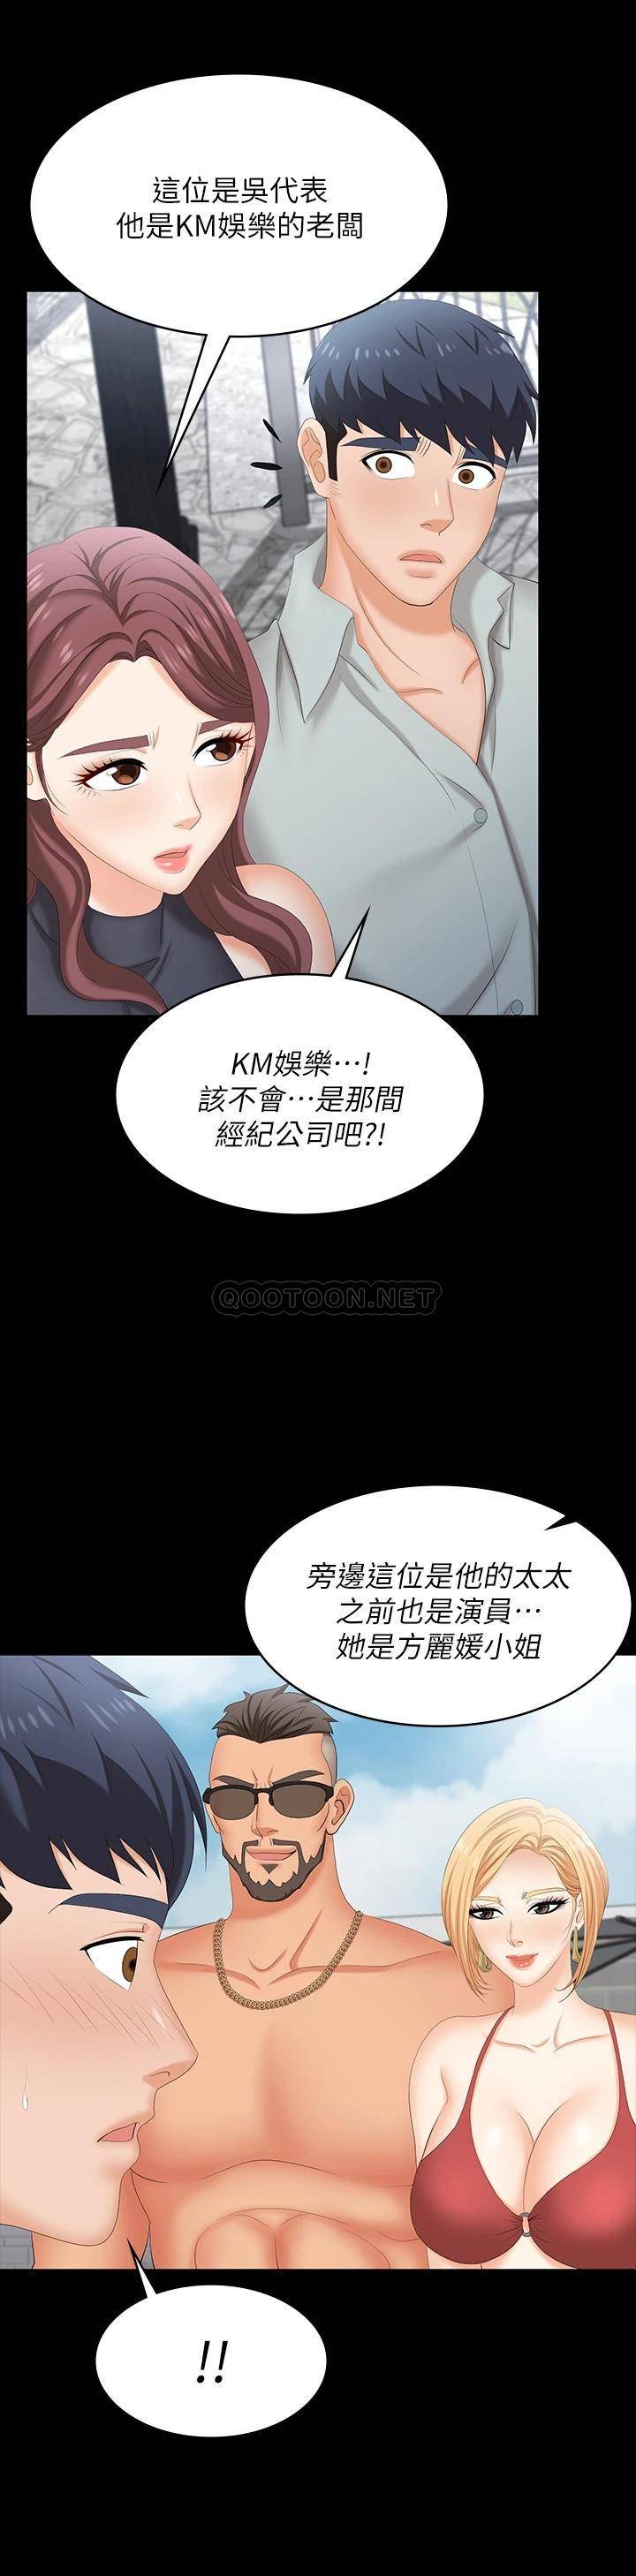 這位是吳代表
他是KM娛樂的老闆
KM娛樂⋯!
該不會⋯是那間
經紀公司吧?!
QOOTOON.NET
旁邊這位是他的太太
之前也是演員⋯
她是方麗媛小姐
!!